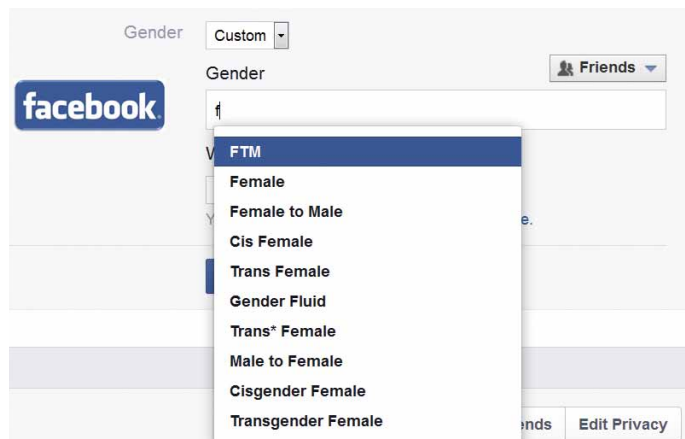 Gender Custom
Gender Friends
facebook
f
FTM
Female
Female to Male
e.
Cis Female
Trans Female
Gender Fluid
Trans* Female
Male to Female
Cisgender Female
Transgender Female
ends Edit Privacy